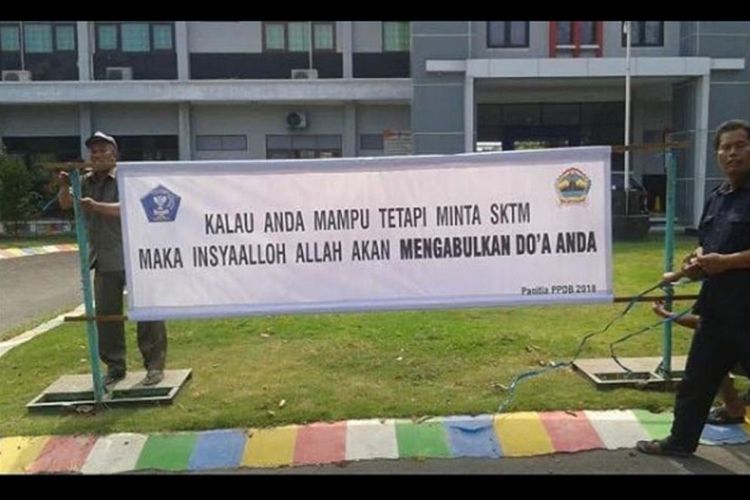 KALAU ANDA MAMPU TETAPI MINTA SKTM
MAKA INSYAALLOH ALLAH AKAN MENGABULKAN DO'A ANDA
Panitia PPDB 2018